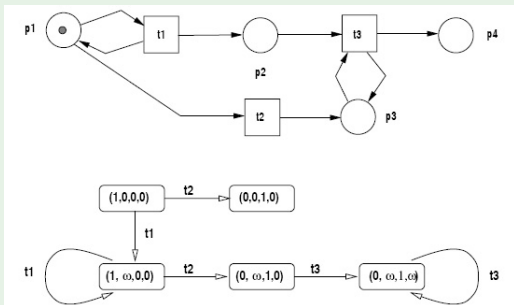 p1
t1
p2
t3
p4
t2
p3
(1,0,0,0)
t2
(0,0,1,0)
t1
t1
(1, ω,0,0)
t2
(0, ω,1,0)
t3
(0, ω,1,ω)
t3